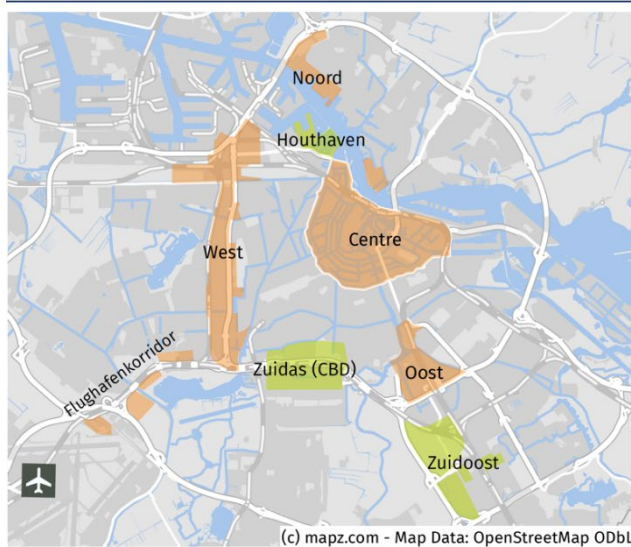 Noord
Houthaven
Centre
West
Flughafenkorridor
Zuidas (CBD)
Oost
Zuidoost
(c) mapz.com - Map Data: OpenStreetMap ODbL